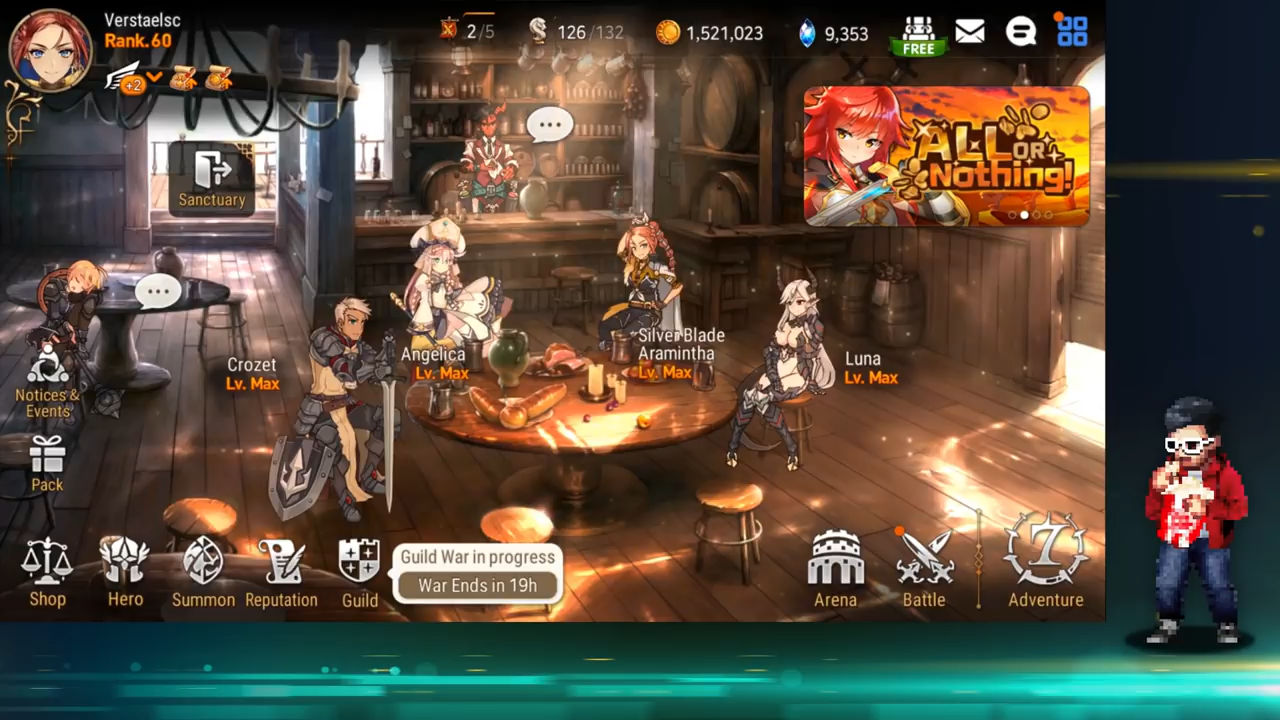 Verstaelsc
Rank.60
+2
2/5
126/132
1,521,023
9,353
FREE
ALL
OR
Nothing!
Sanctuary
Notices &
Events
Pack
Crozet
Lv. Max
Angelica
Lv. Max
Silver Blade
Aramintha
Lv. Max
Luna
Lv. Max
Guild War in progress
War Ends in 19h
Shop
Hero
Summon
Reputation
Guild
Arena
Battle
7
Adventure